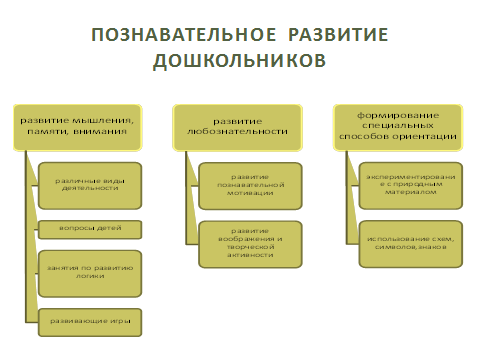 ПОЗНАВАТЕЛЬНОЕ РАЗВИТИЕ
ДОШКОЛЬНИКОВ
развитие мышления,
памяти, внимания
различные виды
деятельности
вопросы детей
занятия по развитию
логики
развивающие игры
развитие
любознательности
развитие
познавательной
мотивации
развитие
воображения и
творческой
активности
формирование
специальных
способов ориентации
экспериментировани
е с природным
материалом
использование схем,
символов,знаков